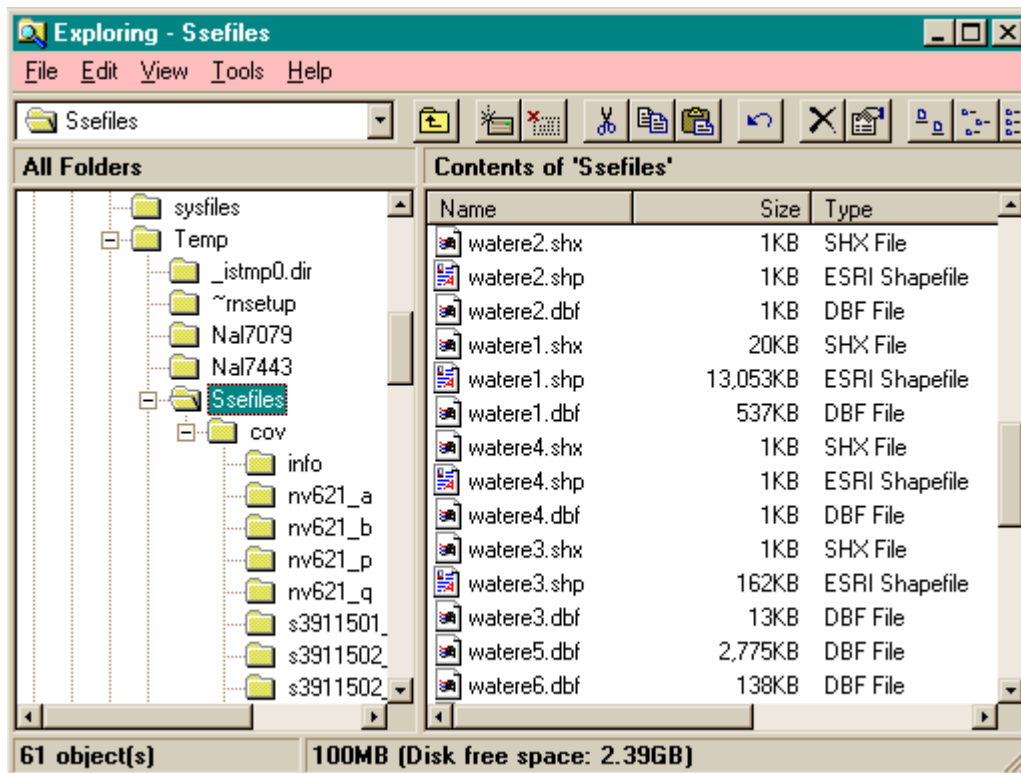 Exploring - Ssefiles
File Edit View Tools Help
Ssefiles
All Folders
Contents of 'Ssefiles'
sysfiles
Temp
_istmp0.dir
~rnsetup
Nal7079
Nal7443
Ssefiles
cov
info
nv621_a
nv621_b
nv621_p
nv621_q
s3911501_
s3911502_
s3911502_
Name Size Type
watere2.shx 1KB SHX File
watere2.shp 1KB ESRI Shapefile
watere2.dbf 1KB DBF File
watere1.shx 20KB SHX File
watere1.shp 13,053KB ESRI Shapefile
watere1.dbf 537KB DBF File
watere4.shx 1KB SHX File
watere4.shp 1KB ESRI Shapefile
watere4.dbf 1KB DBF File
watere3.shx 1KB SHX File
watere3.shp 162KB ESRI Shapefile
watere3.dbf 13KB DBF File
watere5.dbf 2,775KB DBF File
watere6.dbf 138KB DBF File
61 object(s)
100MB (Disk free space: 2.39GB)